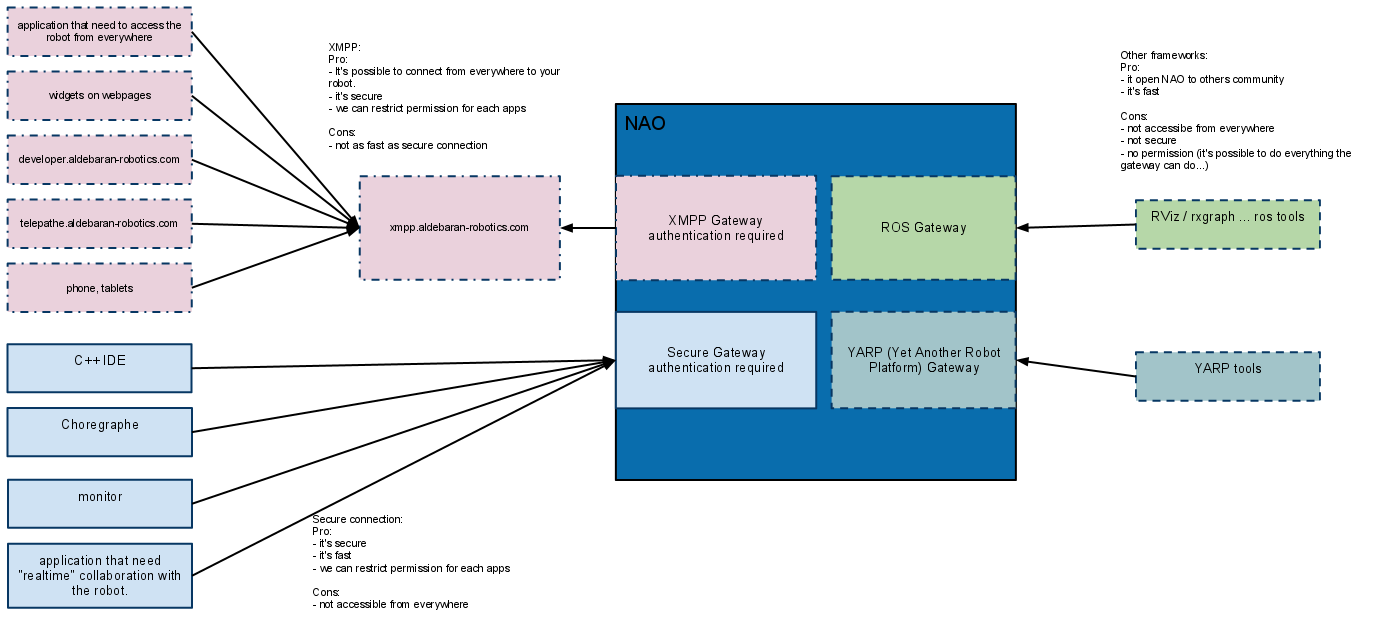 application that need to access the
robot from everywhere
widgets on webpages
developer.aldebaran-robotics.com
telepathe.aldebaran-robotics.com
phone, tablets
C++ IDE
Choregraphe
monitor
application that need
"realtime" collaboration with
the robot.
XMPP:
Pro:
- It's possible to connect from everywhere to your
robot.
- it's secure
- we can restrict permission for each apps
Cons:
- not as fast as secure connection
xmpp.aldebaran-robotics.com
Secure connection:
Pro:
- it's secure
- it's fast
- we can restrict permission for each apps
Cons:
- not accessible from everywhere
NAO
XMPP Gateway
authentication required
ROS Gateway
Secure Gateway
authentication required
YARP (Yet Another Robot
Platform) Gateway
Other frameworks:
Pro:
- it open NAO to others community
- it's fast
Cons:
- not accessibe from everywhere
- not secure
- no permission (it's possible to do everything the
gateway can do...)
RViz / rxgraph ... ros tools
YARP tools